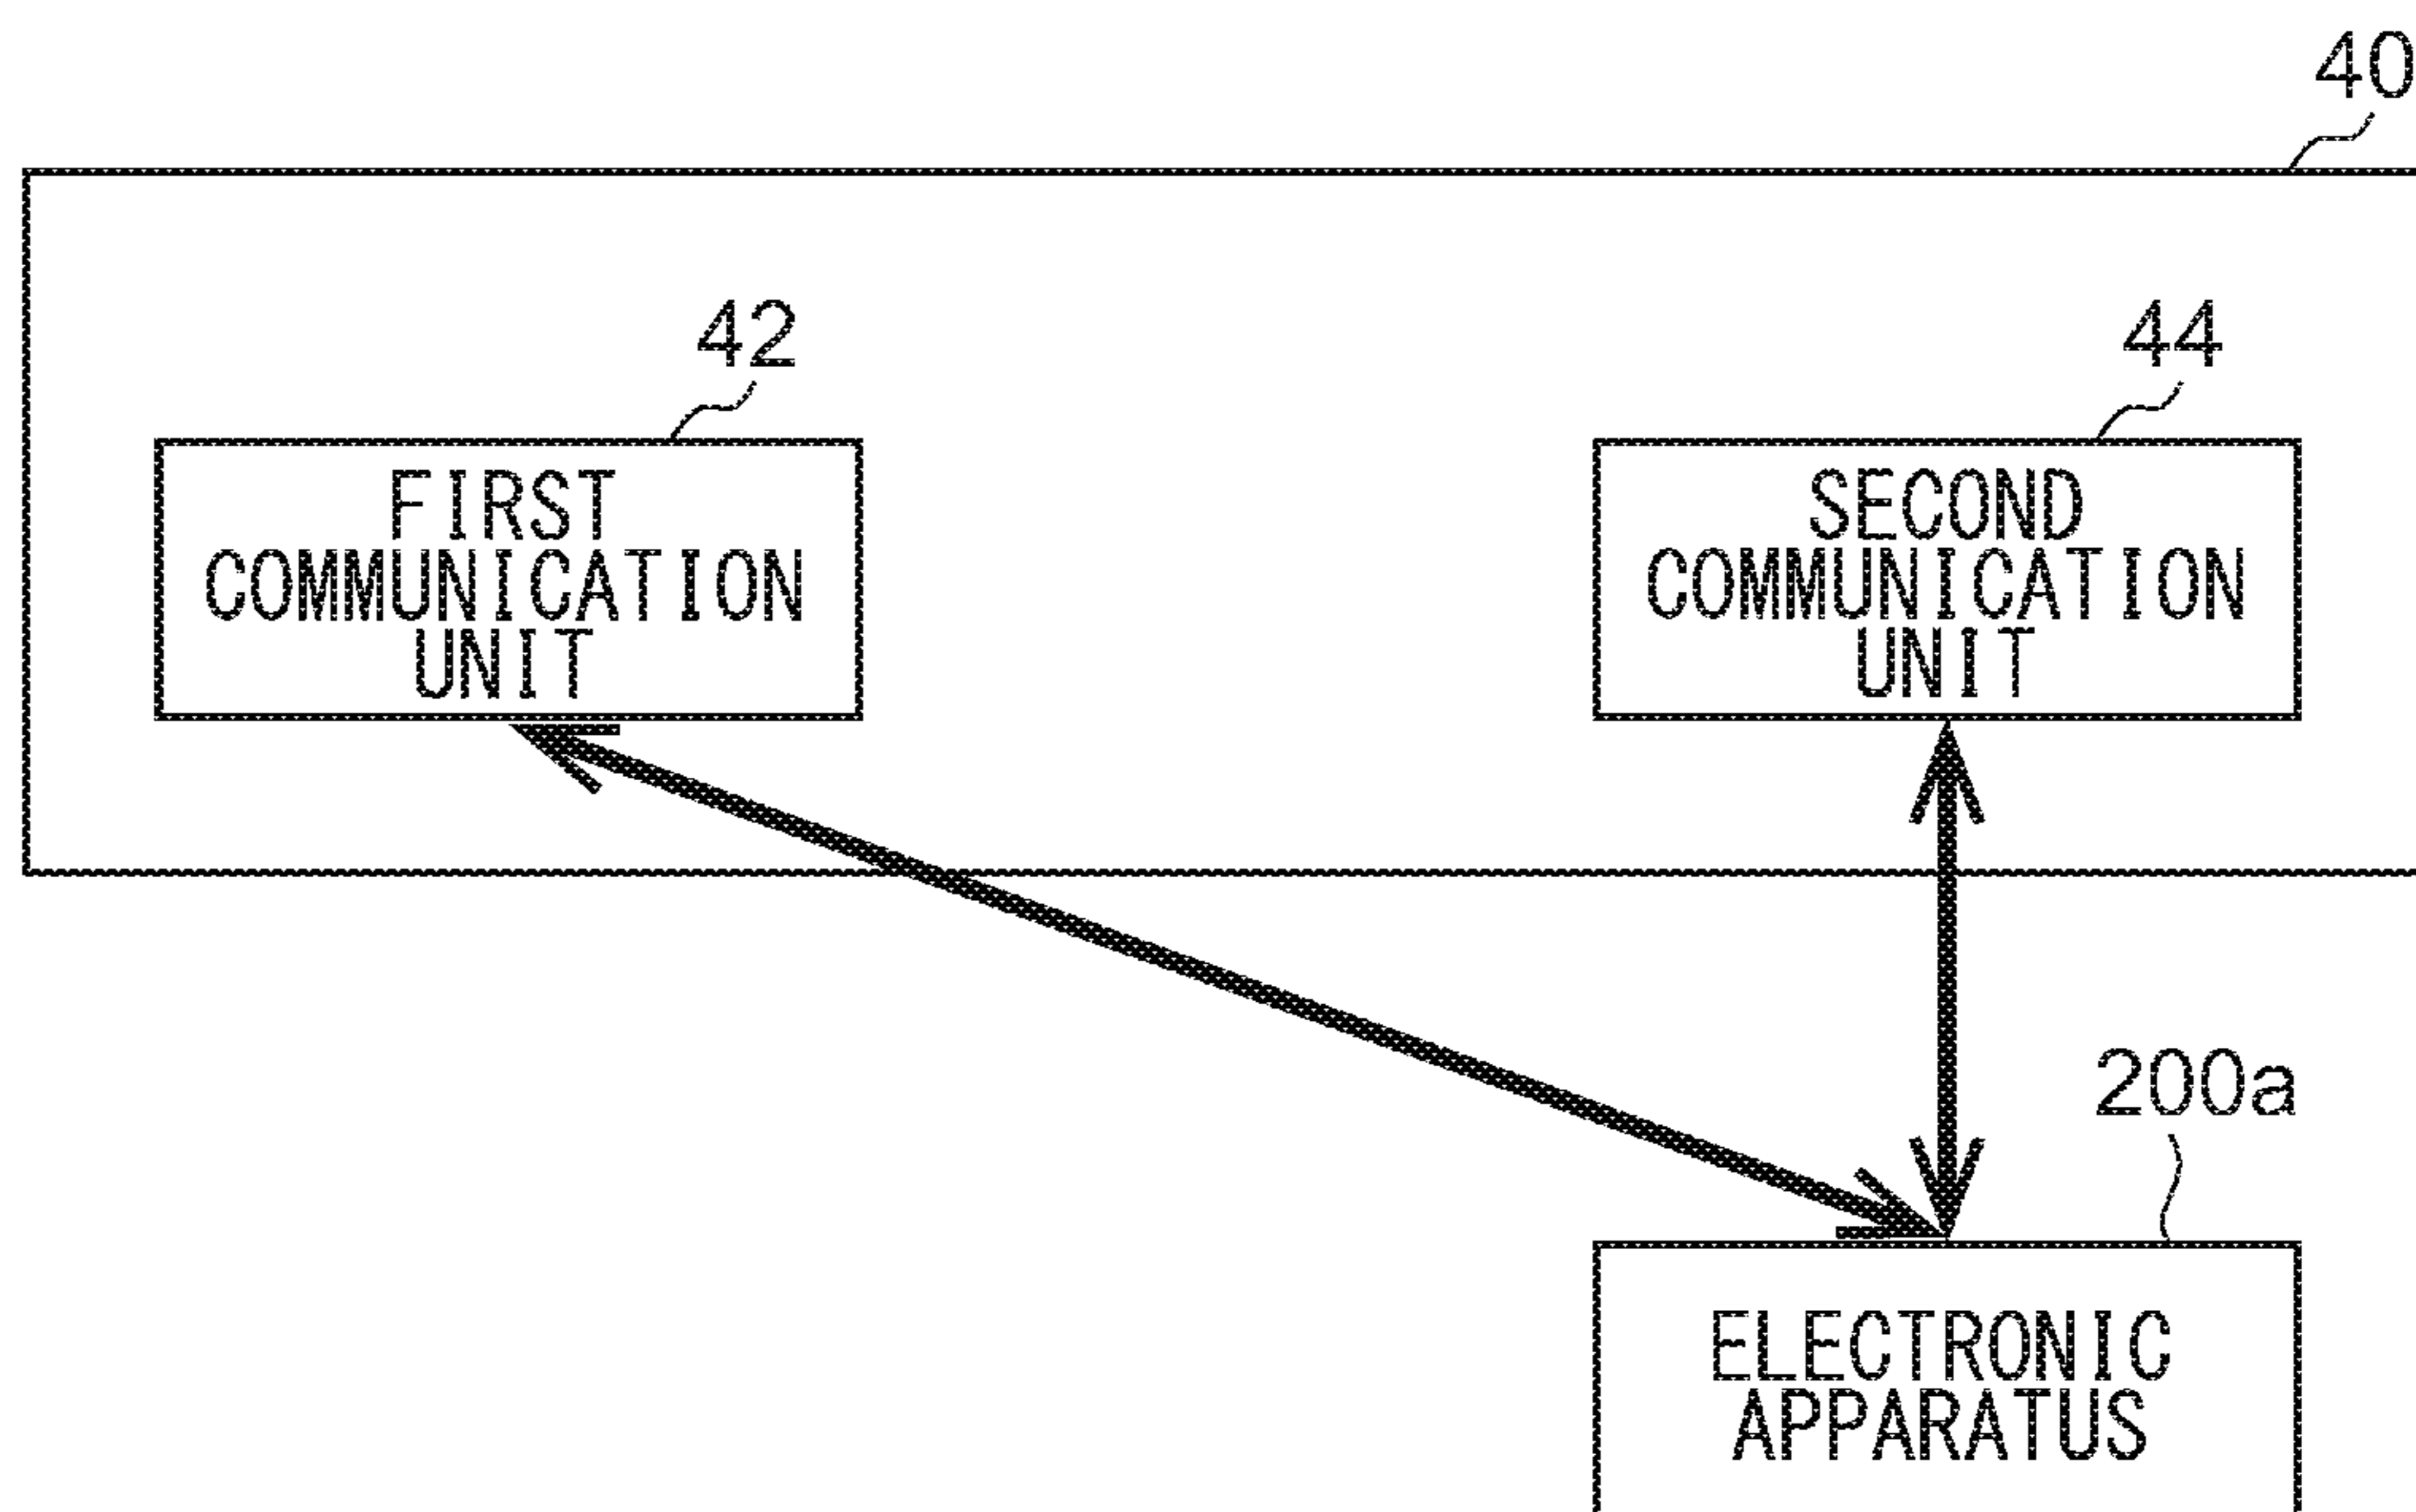 40
42
44
FIRST
COMMUNICATION
UNIT
SECOND
COMMUNICATION
UNIT
200a
ELECTRONIC
APPARATUS